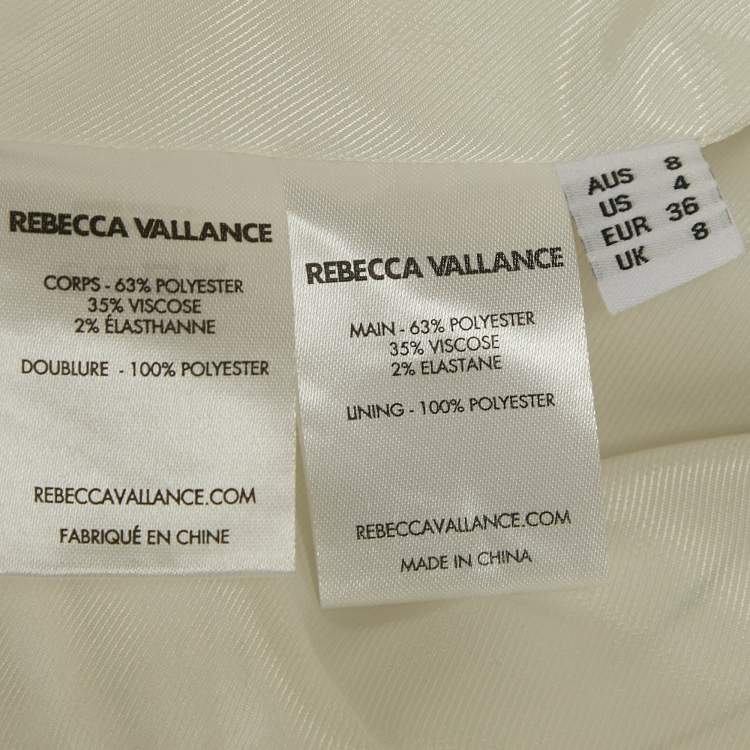 REBECCA VALLANCE
CORPS - 63% POLYESTER
35% VISCOSE
2% ÉLASTHANNE
DOUBLURE - 100% POLYESTER
REBECCAVALLANCE.COM
FABRIQUÉ EN CHINE
REBECCA VALLANCE
MAIN - 63% POLYESTER
35% VISCOSE
2% ELASTANE
LINING - 100% POLYESTER
REBECCAVALLANCE.COM
MADE IN CHINA
AUS 8
US 4
EUR 36
UK 8